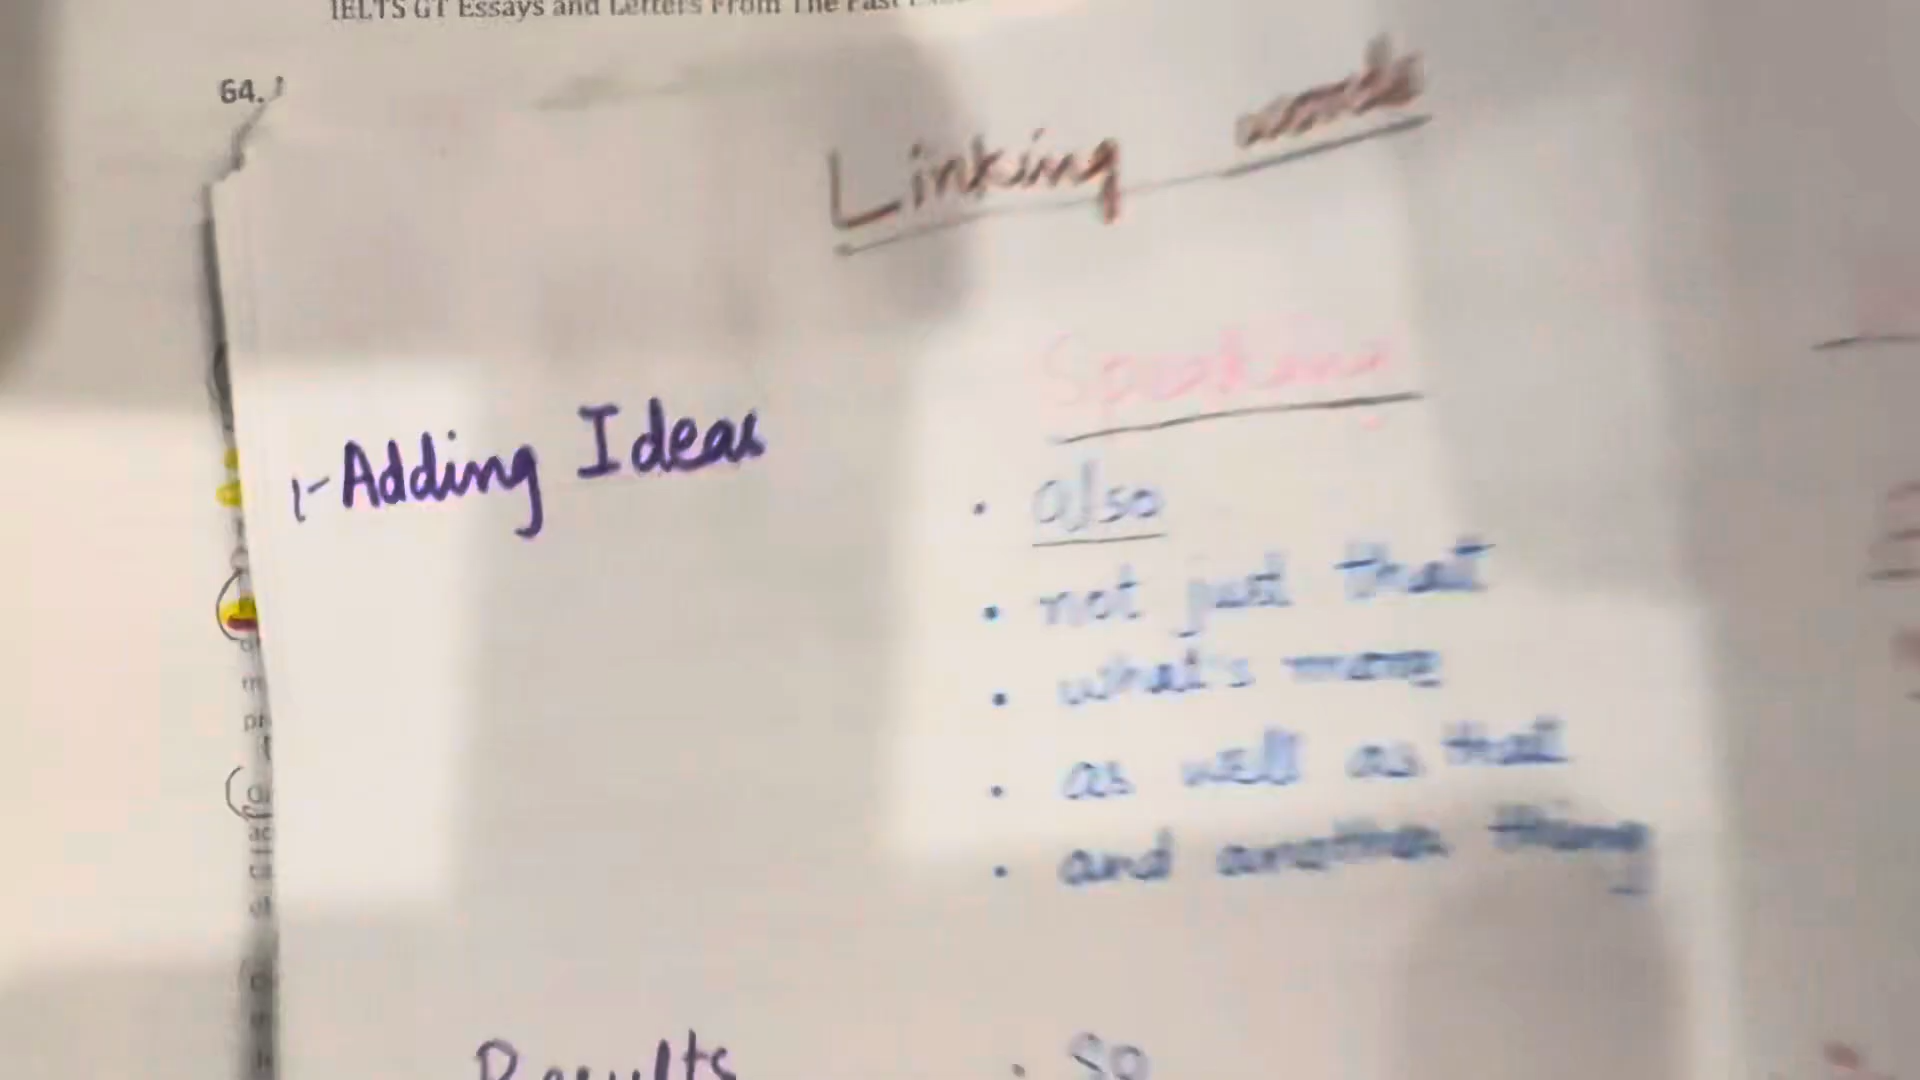 IELTS GT Essays and Letters From The Past
64.
Linking words
Speaking
1- Adding Ideas
• also
• not just that
• what's more
• as well as that
• and another thing
Results
• so